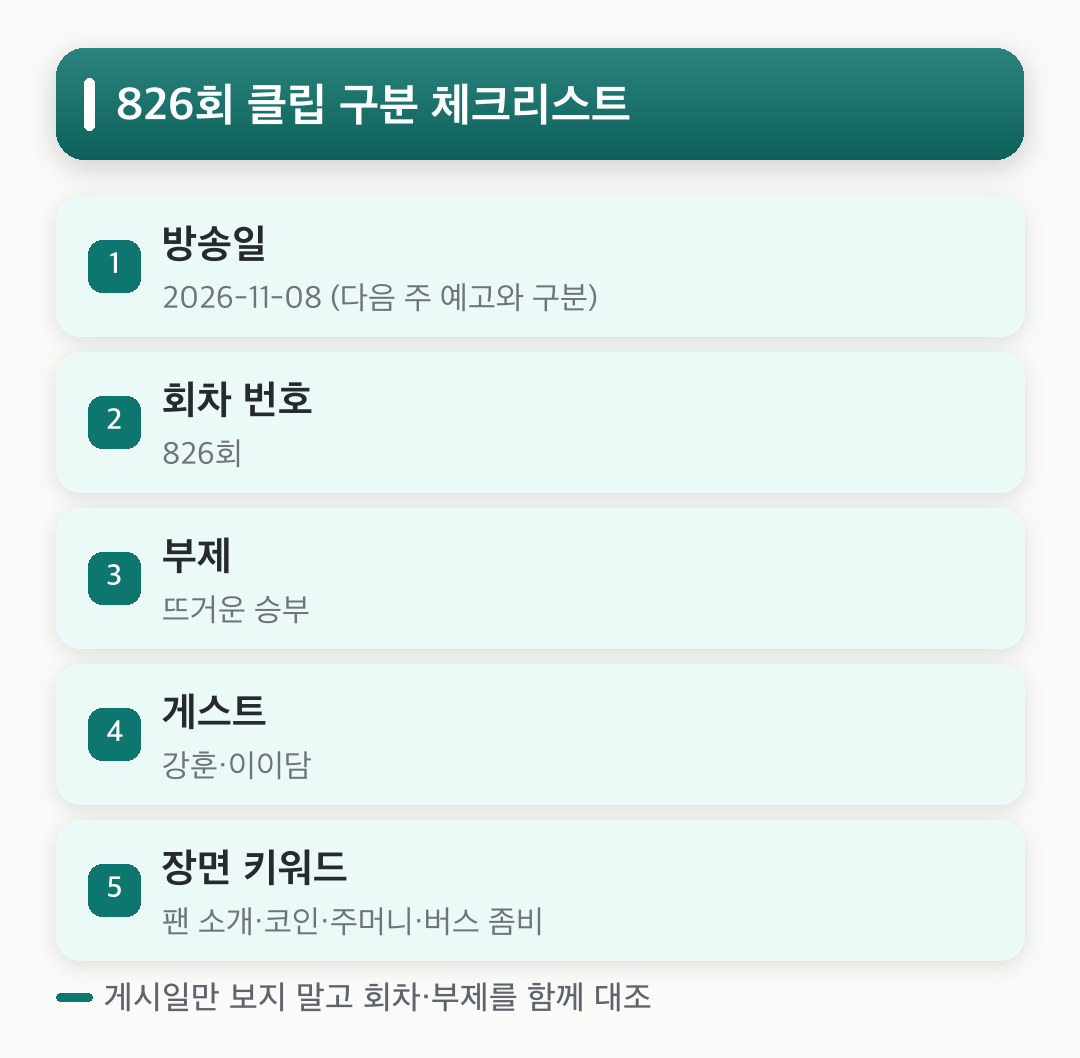 826회 클립 구분 체크리스트
1
방송일
2026-11-08 (다음 주 예고와 구분)
2
회차 번호
826회
3
부제
뜨거운 승부
4
게스트
강훈·이이담
5
장면 키워드
팬 소개·코인·주머니·버스 좀비
게시일만 보지 말고 회차·부제를 함께 대조